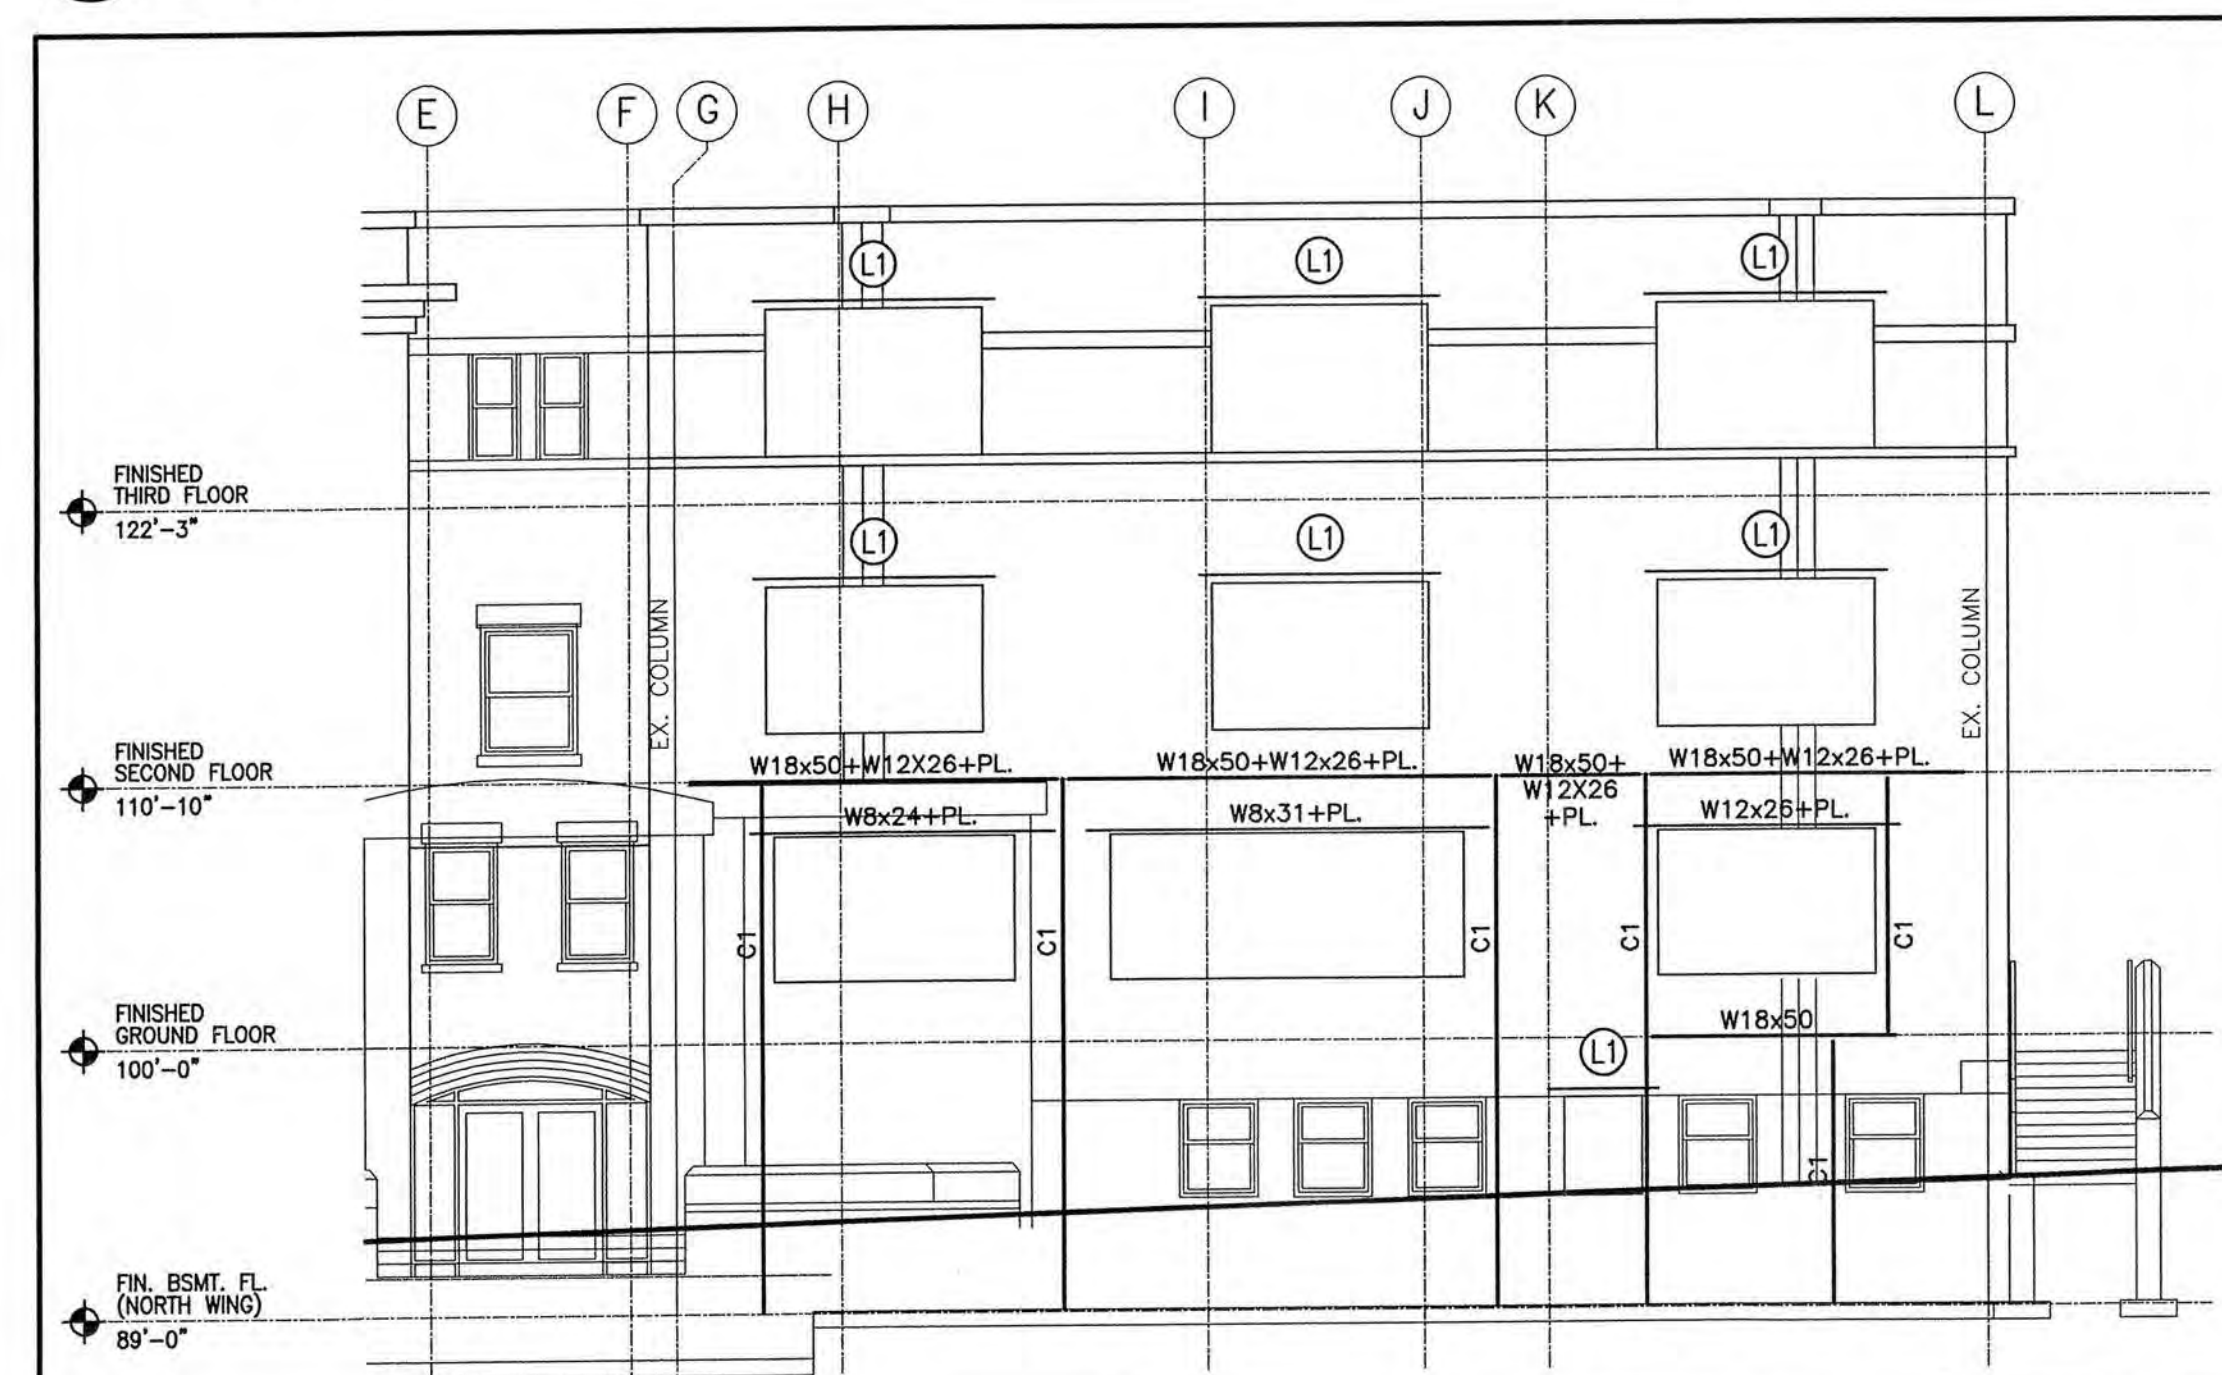 E
F
G
H
I
J
K
L
L1
L1
L1
FINISHED
THIRD FLOOR
122'-3"
L1
L1
L1
EX. COLUMN
EX. COLUMN
FINISHED
SECOND FLOOR
110'-10"
W18x50+W12X26+PL.
W18x50+W12x26+PL.
W18x50+
W12X26
+PL.
W18x50+W12x26+PL.
W8x24+PL.
W8x31+PL.
W12x26+PL.
C1
C1
C1
C1
C1
FINISHED
GROUND FLOOR
100'-0"
W18x50
L1
C1
FIN. BSMT. FL.
(NORTH WING)
89'-0"